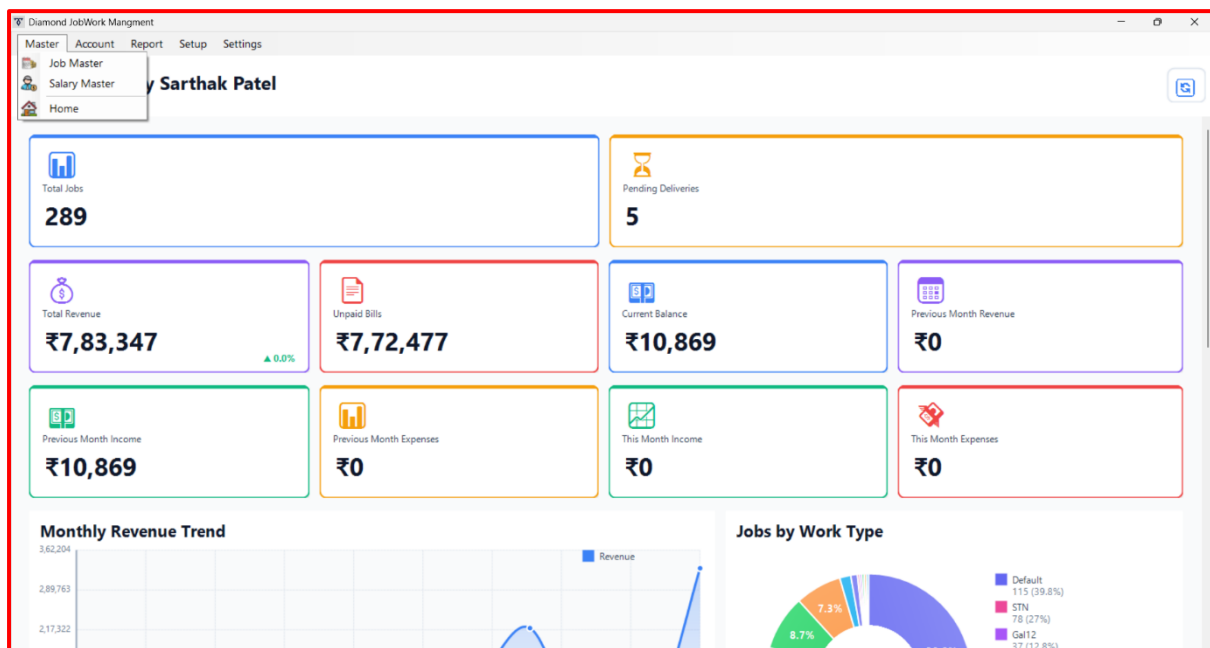 Diamond JobWork Mangment
Master Account Report Setup Settings
Job Master
Salary Master
Home
y Sarthak Patel
Total Jobs
289
Pending Deliveries
5
Total Revenue
₹7,83,347
▲ 0.0%
Unpaid Bills
₹7,72,477
Current Balance
₹10,869
Previous Month Revenue
₹0
Previous Month Income
₹10,869
Previous Month Expenses
₹0
This Month Income
₹0
This Month Expenses
₹0
Monthly Revenue Trend
3,62,204
2,89,763
2,17,322
Revenue
Jobs by Work Type
7.3%
8.7%
Default
115 (39.8%)
STN
78 (27%)
Gal12
37 (12.8%)